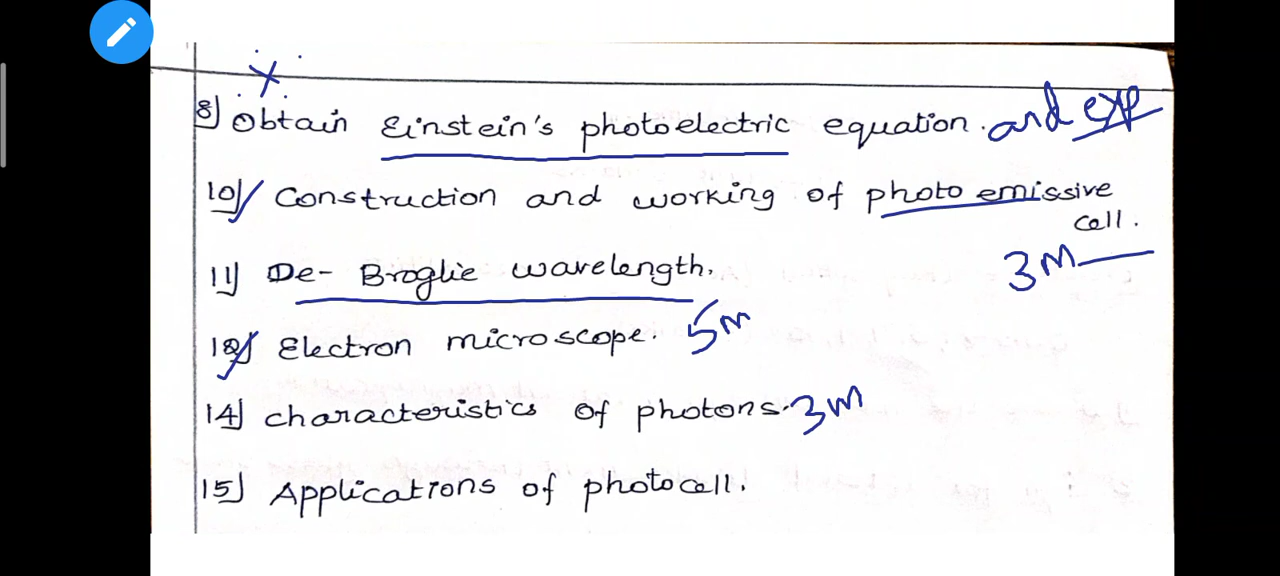 8) Obtain Einstein's photoelectric equation. and exp
10) Construction and working of photo emissive
cell.
3M
11) De-Broglie wavelength.
12) Electron microscope. 5m
14) characteristics of photons. 3M
15) Applications of photocell.